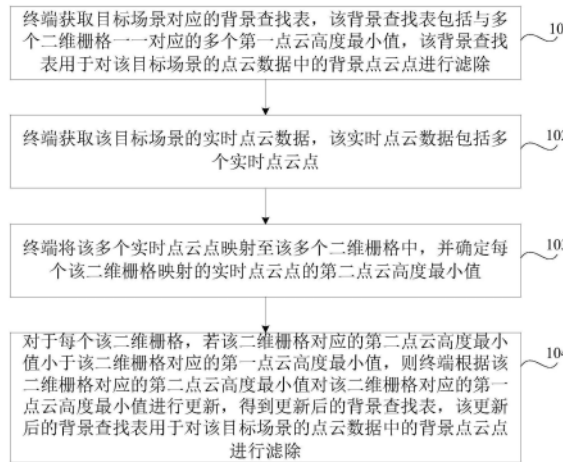 终端获取目标场景对应的背景查找表，该背景查找表包括与多
个二维栅格一一对应的多个第一点云高度最小值，该背景查找
表用于对该目标场景的点云数据中的背景点云点进行滤除
终端获取该目标场景的实时点云数据，该实时点云数据包括多
个实时点云点
102
终端将该多个实时点云点映射至该多个二维栅格中，并确定每
个该二维栅格映射的实时点云点的第二点云高度最小值
103
对于每个该二维栅格，若该二维栅格对应的第二点云高度最小
值小于该二维栅格对应的第一点云高度最小值，则终端根据该
二维栅格对应的第二点云高度最小值对该二维栅格对应的第一
点云高度最小值进行更新，得到更新后的背景查找表，该更新
后的背景查找表用于对该目标场景的点云数据中的背景点云点
进行滤除
104